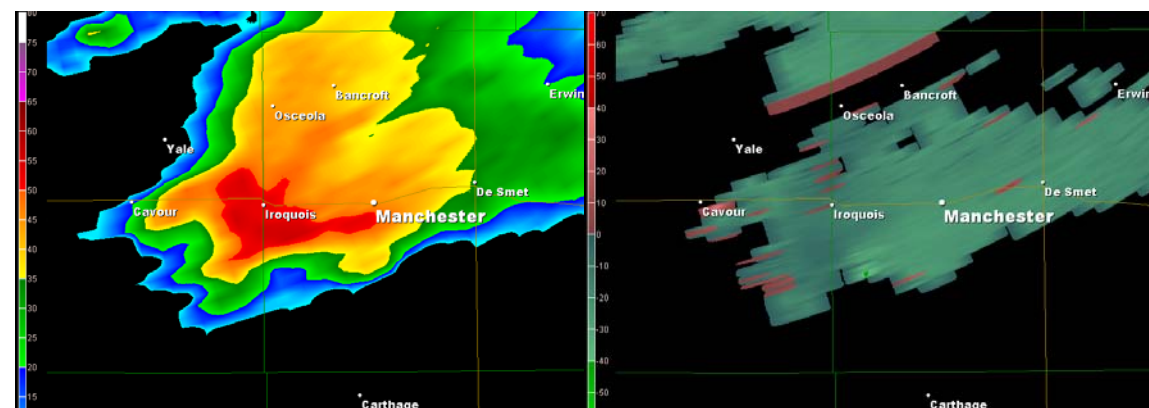 80
75
70
65
60
55
50
45
40
35
30
25
20
15
Bancroft
Erwin
Osceola
Yale
De Smet
Cavour
Iroquois
Manchester
Carthage
70
60
50
40
30
20
10
0
-10
-20
-30
-40
-50
Bancroft
Erwi
Osceola
Yale
De Smet
Cavour
Iroquois
Manchester
Carthage